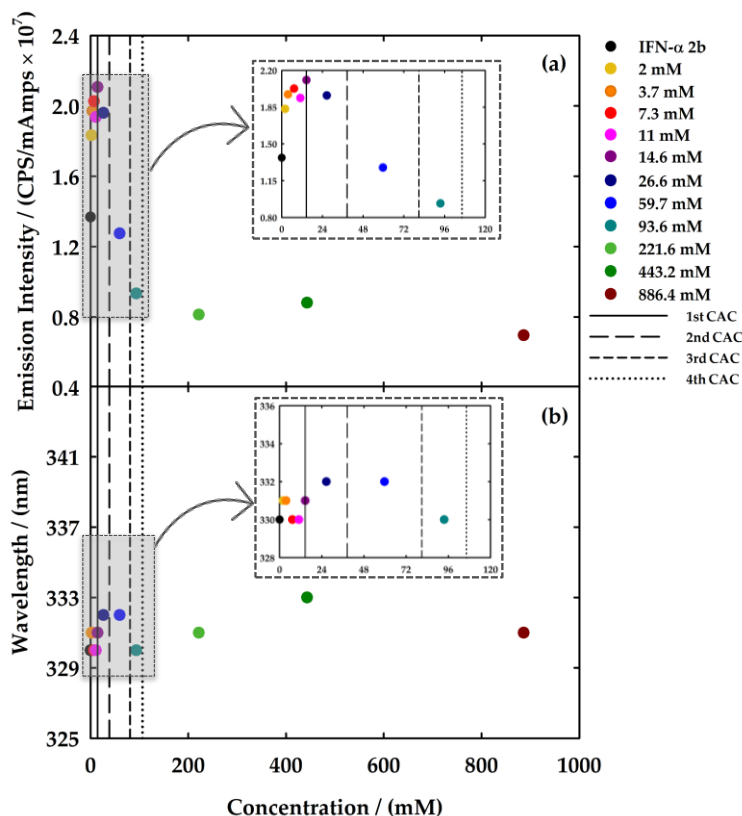 Emission Intensity / (CPS/mAmps × 10⁷)
2.4
2.0
1.6
1.2
0.8
0.4
(a)
2.20
1.85
1.50
1.15
0.80
0 24 48 72 96 120
IFN-α 2b
2 mM
3.7 mM
7.3 mM
11 mM
14.6 mM
26.6 mM
59.7 mM
93.6 mM
221.6 mM
443.2 mM
886.4 mM
1st CAC
2nd CAC
3rd CAC
4th CAC
Wavelength / (nm)
341
337
333
329
325
(b)
336
334
332
330
328
0 24 48 72 96 120
0 200 400 600 800 1000
Concentration / (mM)